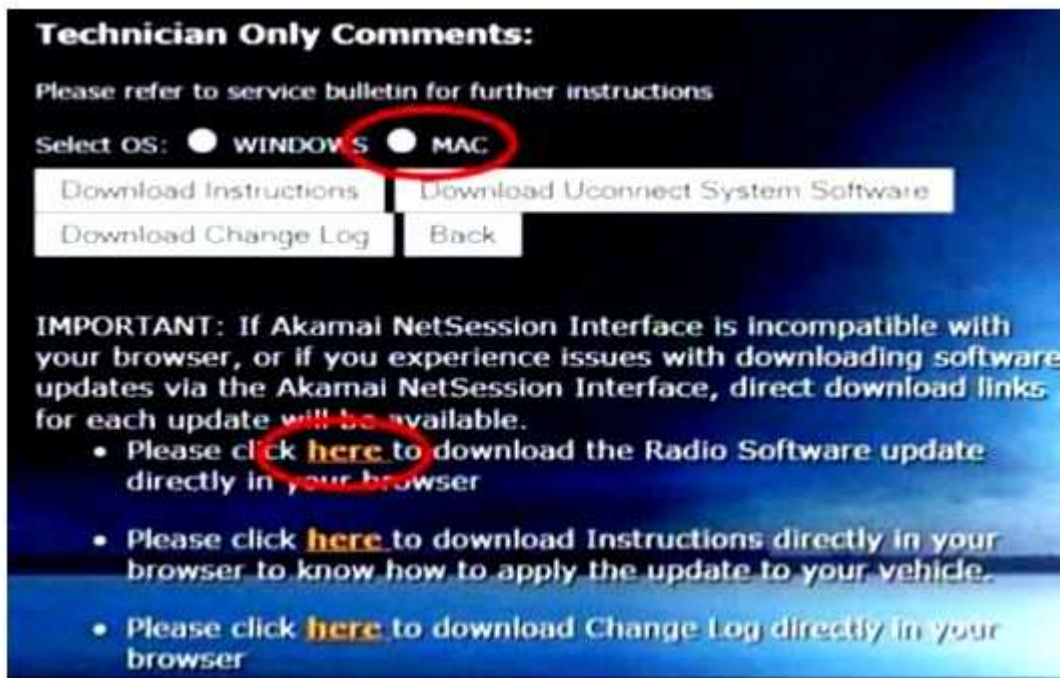 Technician Only Comments:
Please refer to service bulletin for further instructions
Select OS: WINDOWS MAC
Download Instructions Download Uconnect System Software
Download Change Log Back
IMPORTANT: If Akamai NetSession Interface is incompatible with
your browser, or if you experience issues with downloading software
updates via the Akamai NetSession Interface, direct download links
for each update will be available.
• Please click here to download the Radio Software update
directly in your browser
• Please click here to download Instructions directly in your
browser to know how to apply the update to your vehicle.
• Please click here to download Change Log directly in your
browser